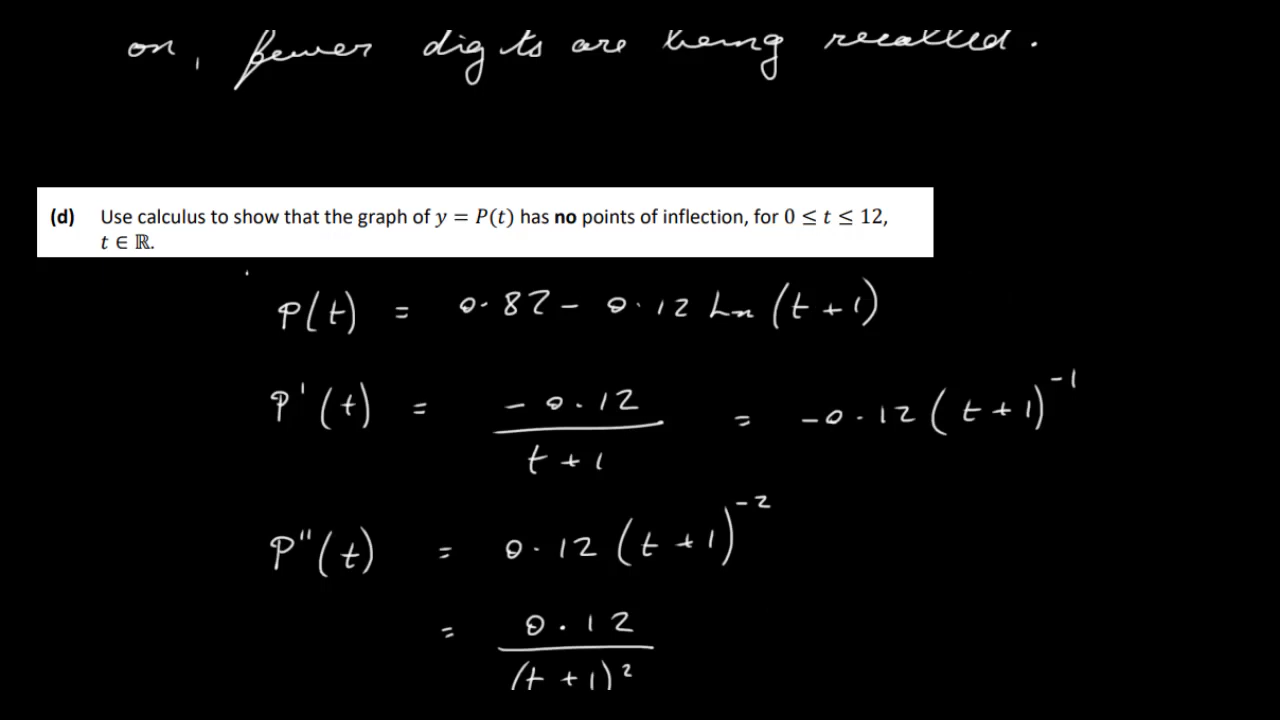 on, fewer digits are being recalled.
(d) Use calculus to show that the graph of y = P(t) has no points of inflection, for 0 ≤ t ≤ 12,
t ∈ ℝ.
P(t) = 0.82 - 0.12 Ln (t + 1)
P'(t) = -0.12 / t + 1 = -0.12 (t + 1)^-1
P"(t) = 0.12 (t + 1)^-2
= 0.12 / (t + 1)^2